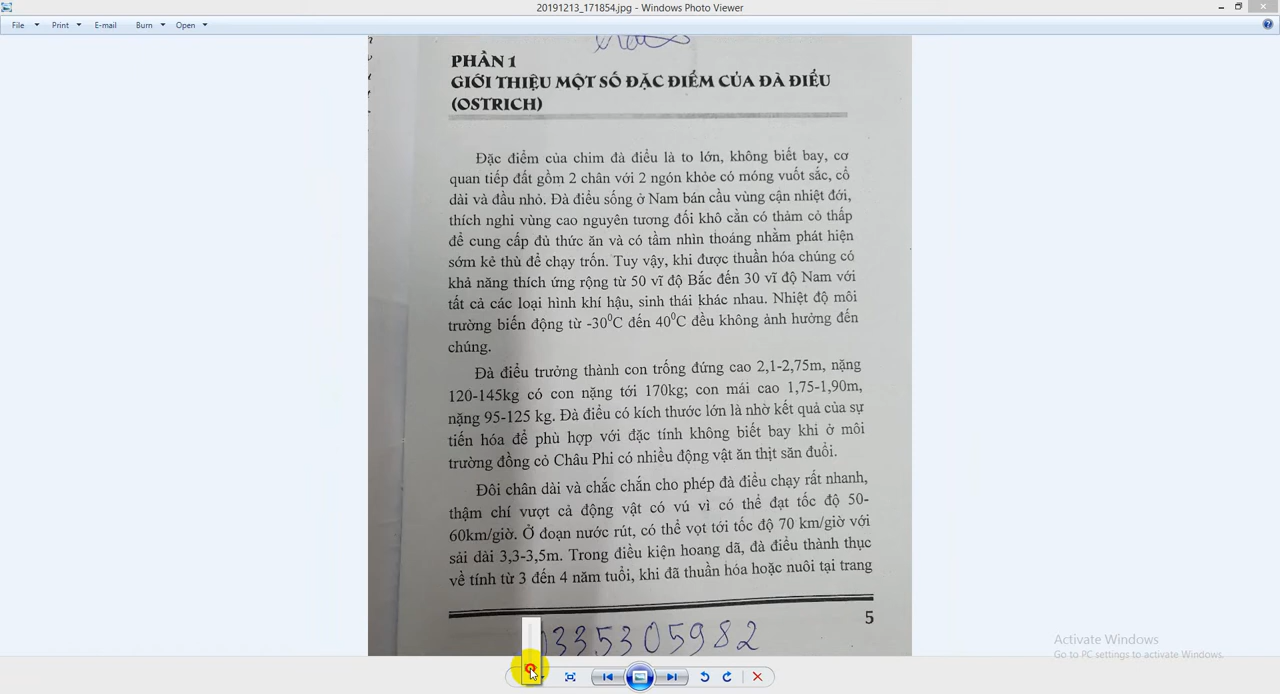 20191213_171854.jpg - Windows Photo Viewer
File Print E-mail Burn Open
PHẦN 1
GIỚI THIỆU MỘT SỐ ĐẶC ĐIỂM CỦA ĐÀ ĐIỂU
(OSTRICH)
Đặc điểm của chim đà điểu là to lớn, không biết bay, cơ
quan tiếp đất gồm 2 chân với 2 ngón khỏe có móng vuốt sắc, cổ
dài và đầu nhỏ. Đà điểu sống ở Nam bán cầu vùng cận nhiệt đới,
thích nghi vùng cao nguyên tương đối khô cằn có thảm cỏ thấp
để cung cấp đủ thức ăn và có tầm nhìn thoáng nhằm phát hiện
sớm kẻ thù để chạy trốn. Tuy vậy, khi được thuần hóa chúng có
khả năng thích ứng rộng từ 50 vĩ độ Bắc đến 30 vĩ độ Nam với
tất cả các loại hình khí hậu, sinh thái khác nhau. Nhiệt độ môi
trường biến động từ -30⁰C đến 40⁰C đều không ảnh hưởng đến
chúng.
Đà điểu trưởng thành con trống đứng cao 2,1-2,75m, nặng
120-145kg có con nặng tới 170kg; con mái cao 1,75-1,90m,
nặng 95-125 kg. Đà điểu có kích thước lớn là nhờ kết quả của sự
tiến hóa để phù hợp với đặc tính không biết bay khi ở môi
trường đồng cỏ Châu Phi có nhiều động vật ăn thịt săn đuổi.
Đôi chân dài và chắc chắn cho phép đà điểu chạy rất nhanh,
thậm chí vượt cả động vật có vú vì có thể đạt tốc độ 50-
60km/giờ. Ở đoạn nước rút, có thể vọt tới tốc độ 70 km/giờ với
sải dài 3,3-3,5m. Trong điều kiện hoang dã, đà điểu thành thục
về tính từ 3 đến 4 năm tuổi, khi đã thuần hóa hoặc nuôi tại trang
5
0335305982
Activate Windows
Go to PC settings to activate Windows.